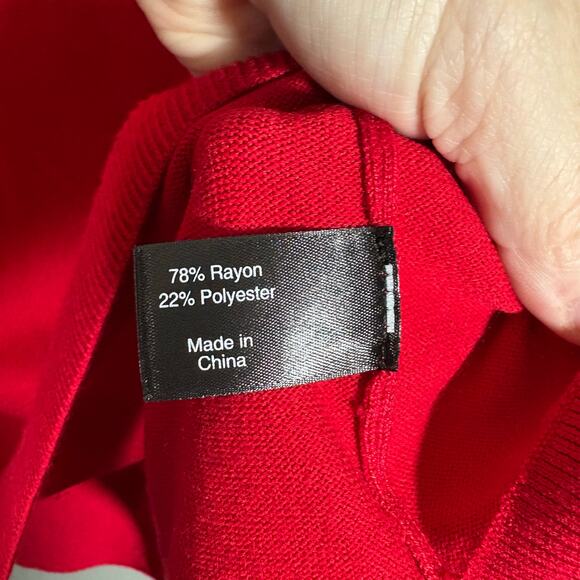 78% Rayon
22% Polyester
Made in
China